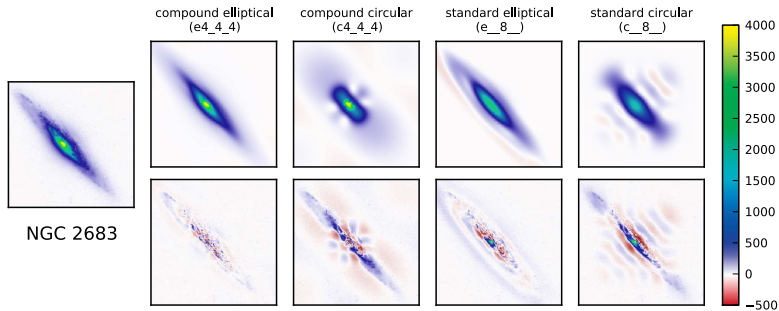 compound elliptical
(e4_4_4)
compound circular
(c4_4_4)
standard elliptical
(e__8__)
standard circular
(c__8__)
NGC 2683
4000
3500
3000
2500
2000
1500
1000
500
0
−500